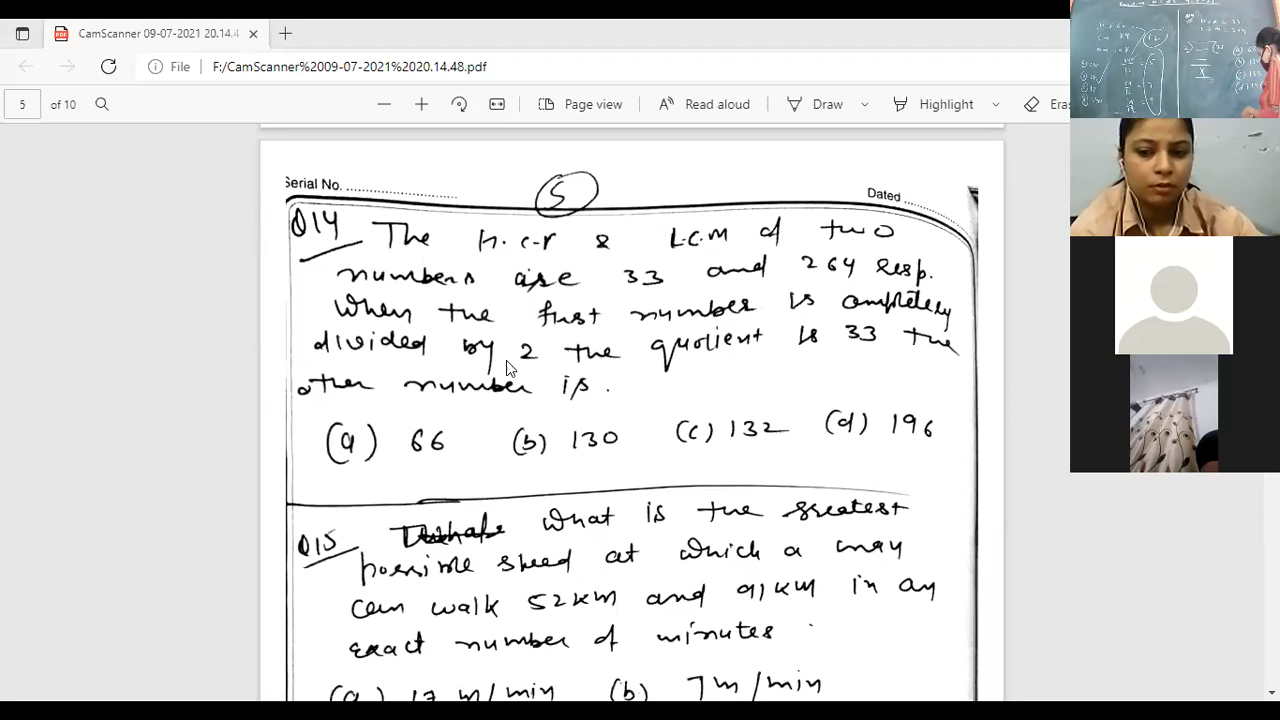 CamScanner 09-07-2021 20.14.4
File F:/CamScanner%2009-07-2021%2020.14.48.pdf
5 of 10 Page view Read aloud Draw Highlight Eras
Serial No. ........................ 5 Dated
Q14 The h.c.f & L.C.M of two
numbers are 33 and 264 resp.
When the first number is completely
divided by 2 the quotient is 33 the
other number is.
(a) 66 (b) 130 (c) 132 (d) 196
Q15 What is the greatest
possible speed at which a man
can walk 52km and 91km in an
exact number of minutes
(a) 17 m/min (b) 7m/min